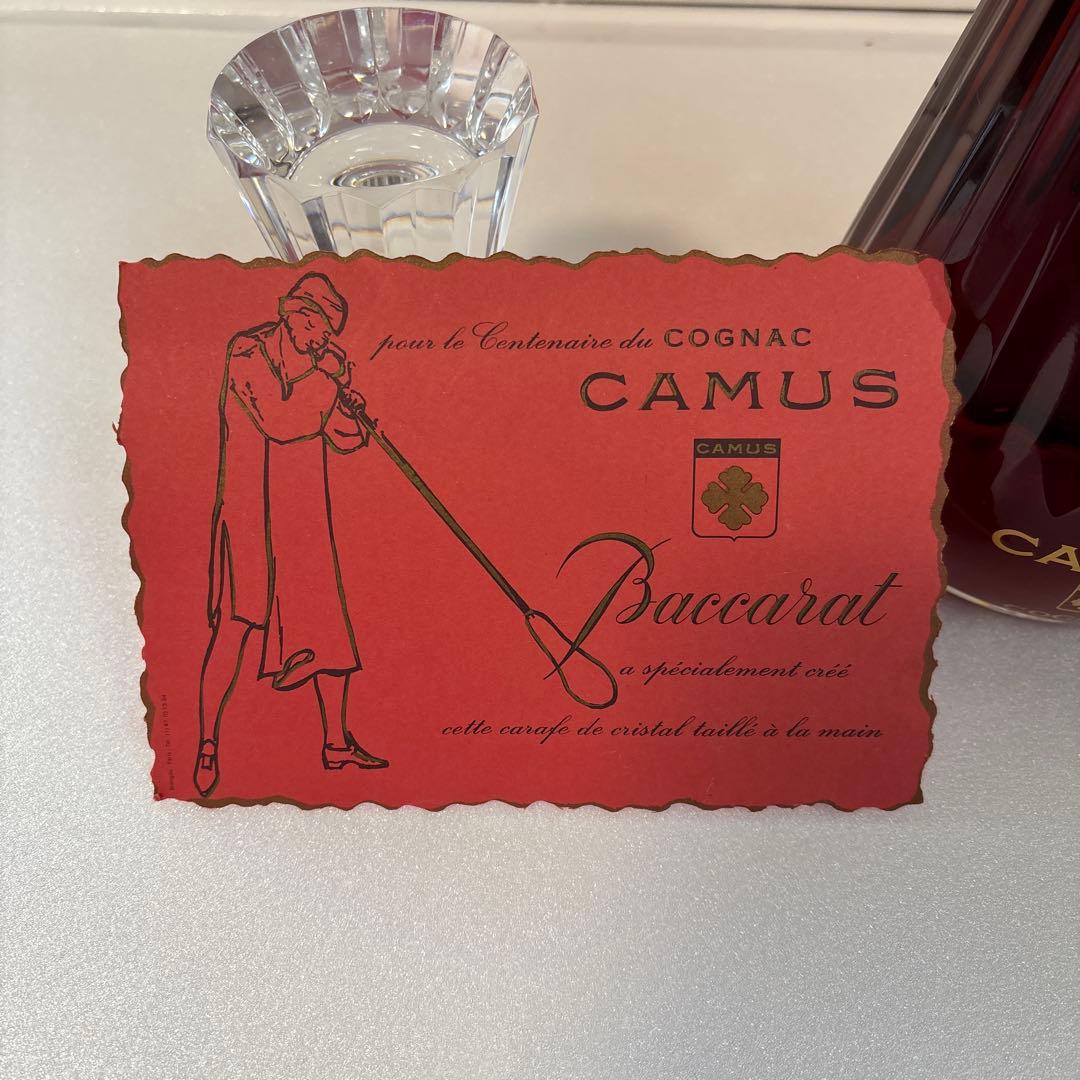 pour le Centenaire du COGNAC
CAMUS
CAMUS
Baccarat
a spécialement créé
cette carafe de cristal taillé à la main
CA